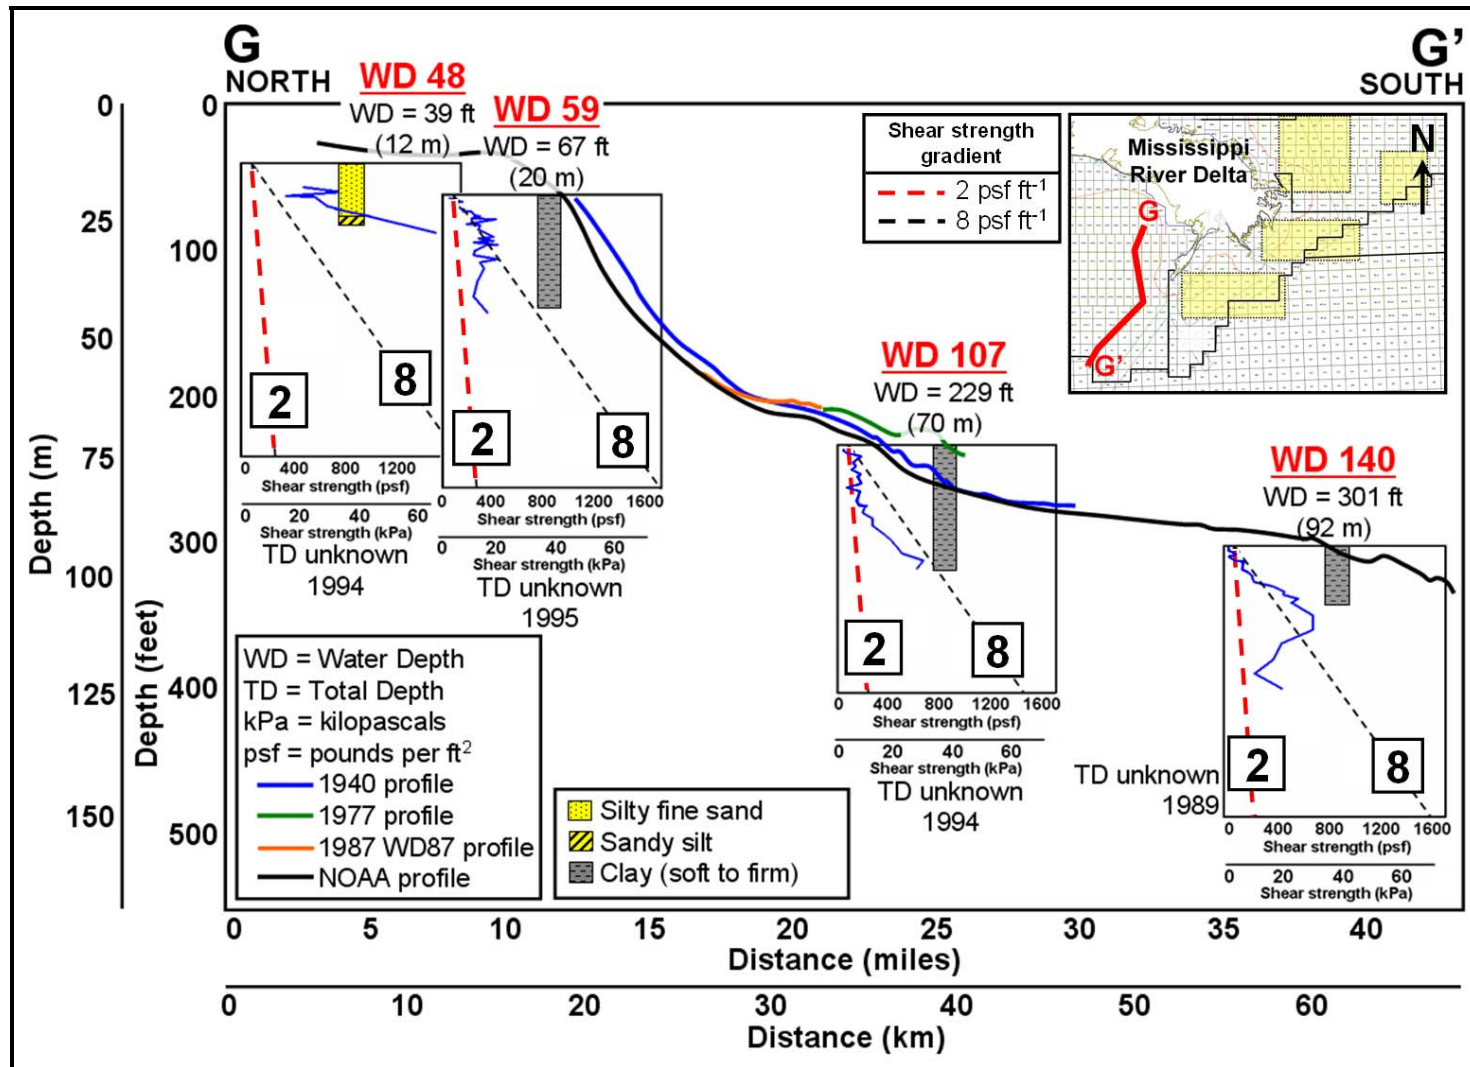 G
NORTH
G’
SOUTH
WD 48
WD = 39 ft
(12 m)
WD 59
WD = 67 ft
(20 m)
Shear strength
gradient
2 psf ft-1
8 psf ft-1
Mississippi
River Delta
N
G
G’
0
25
50
75
100
125
150
Depth (m)
0
100
200
300
400
500
Depth (feet)
2
8
0 400 800 1200
Shear strength (psf)
0 20 40 60
Shear strength (kPa)
TD unknown
1994
2
8
0 400 800 1200 1600
Shear strength (psf)
0 20 40 60
Shear strength (kPa)
TD unknown
1995
WD 107
WD = 229 ft
(70 m)
2
8
0 400 800 1200 1600
Shear strength (psf)
0 20 40 60
Shear strength (kPa)
TD unknown
1994
WD 140
WD = 301 ft
(92 m)
2
8
TD unknown
1989
0 400 800 1200 1600
Shear strength (psf)
0 20 40 60
Shear strength (kPa)
WD = Water Depth
TD = Total Depth
kPa = kilopascals
psf = pounds per ft2
1940 profile
1977 profile
1987 WD87 profile
NOAA profile
Silty fine sand
Sandy silt
Clay (soft to firm)
0 5 10 15 20 25 30 35 40
Distance (miles)
0 10 20 30 40 50 60
Distance (km)